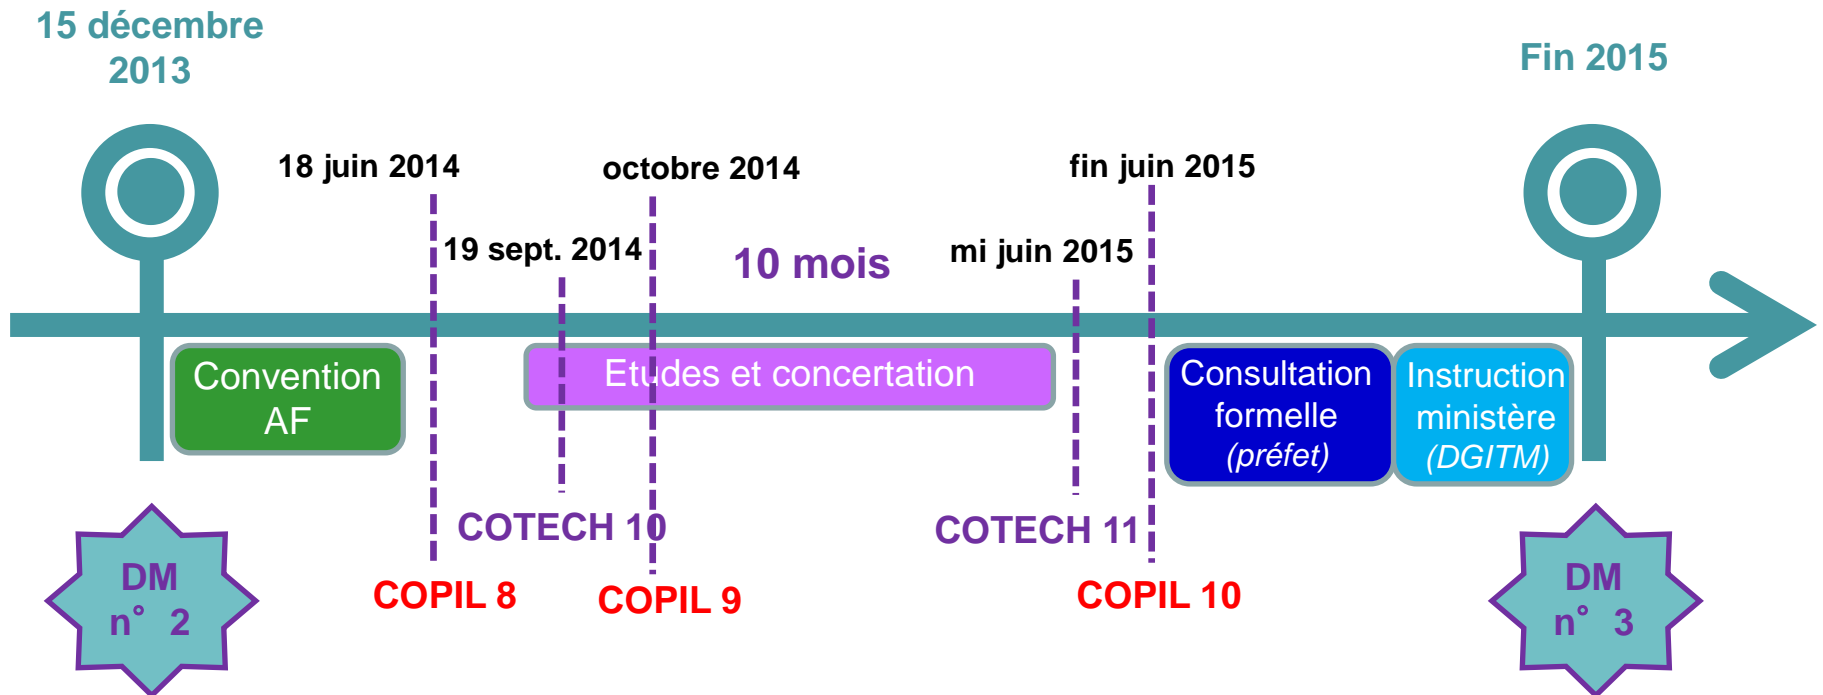 15 décembre
2013
Fin 2015
18 juin 2014
octobre 2014
fin juin 2015
19 sept. 2014
10 mois
mi juin 2015
Convention
AF
Etudes et concertation
Consultation
formelle
(préfet)
Instruction
ministère
(DGITM)
COTECH 10
COTECH 11
COPIL 8
COPIL 9
COPIL 10
DM
n° 2
DM
n° 3